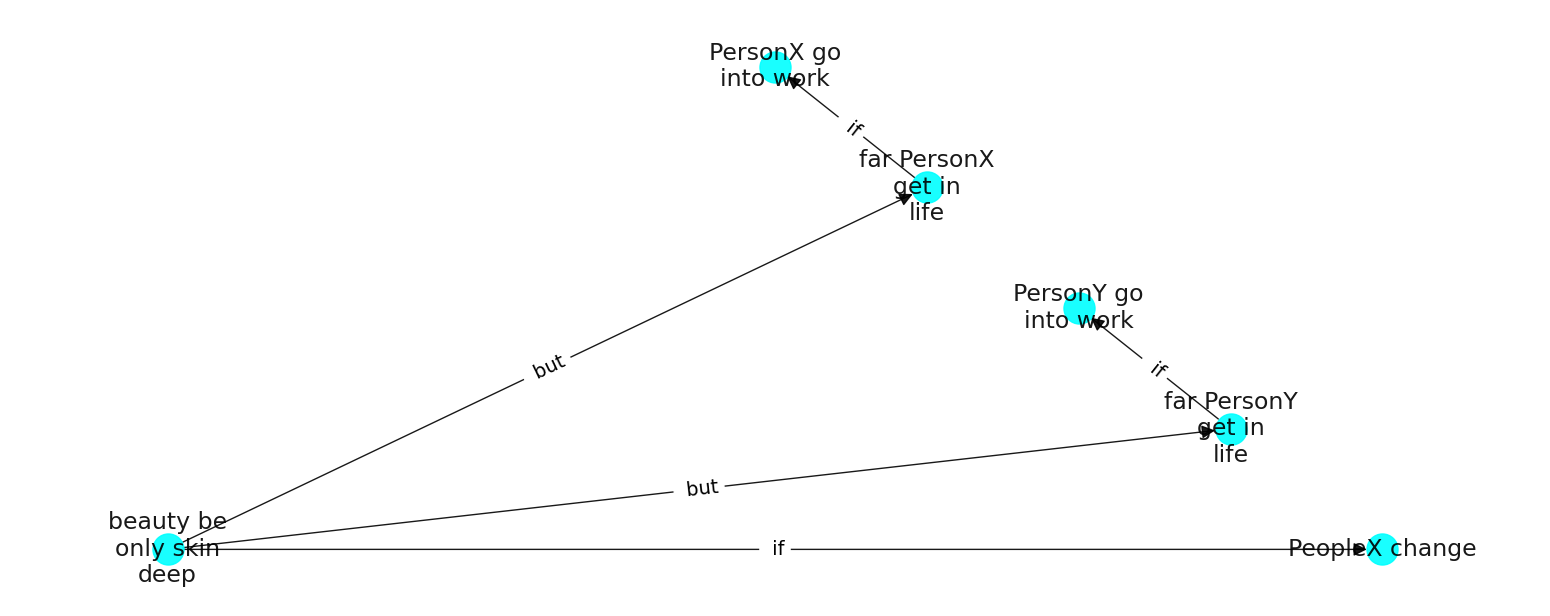 PersonX go
into work
if
far PersonX
get in
life
PersonY go
into work
but
if
far PersonY
get in
life
but
beauty be
only skin
deep
if
PeopleX change